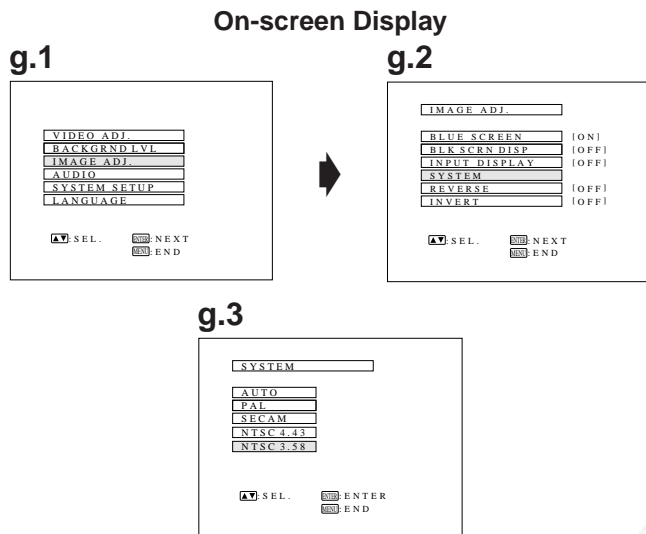 On-screen Display
g.1
VIDEO ADJ.
BACKGRND LVL
IMAGE ADJ.
AUDIO
SYSTEM SETUP
LANGUAGE
▲▼:SEL. ENTER:NEXT
MENU:END
g.2
IMAGE ADJ.
BLUE SCREEN [ON]
BLK SCRN DISP [OFF]
INPUT DISPLAY [OFF]
SYSTEM
REVERSE [OFF]
INVERT [OFF]
▲▼:SEL. ENTER:NEXT
MENU:END
g.3
SYSTEM
AUTO
PAL
SECAM
NTSC 4.43
NTSC 3.58
▲▼:SEL. ENTER:ENTER
MENU:END